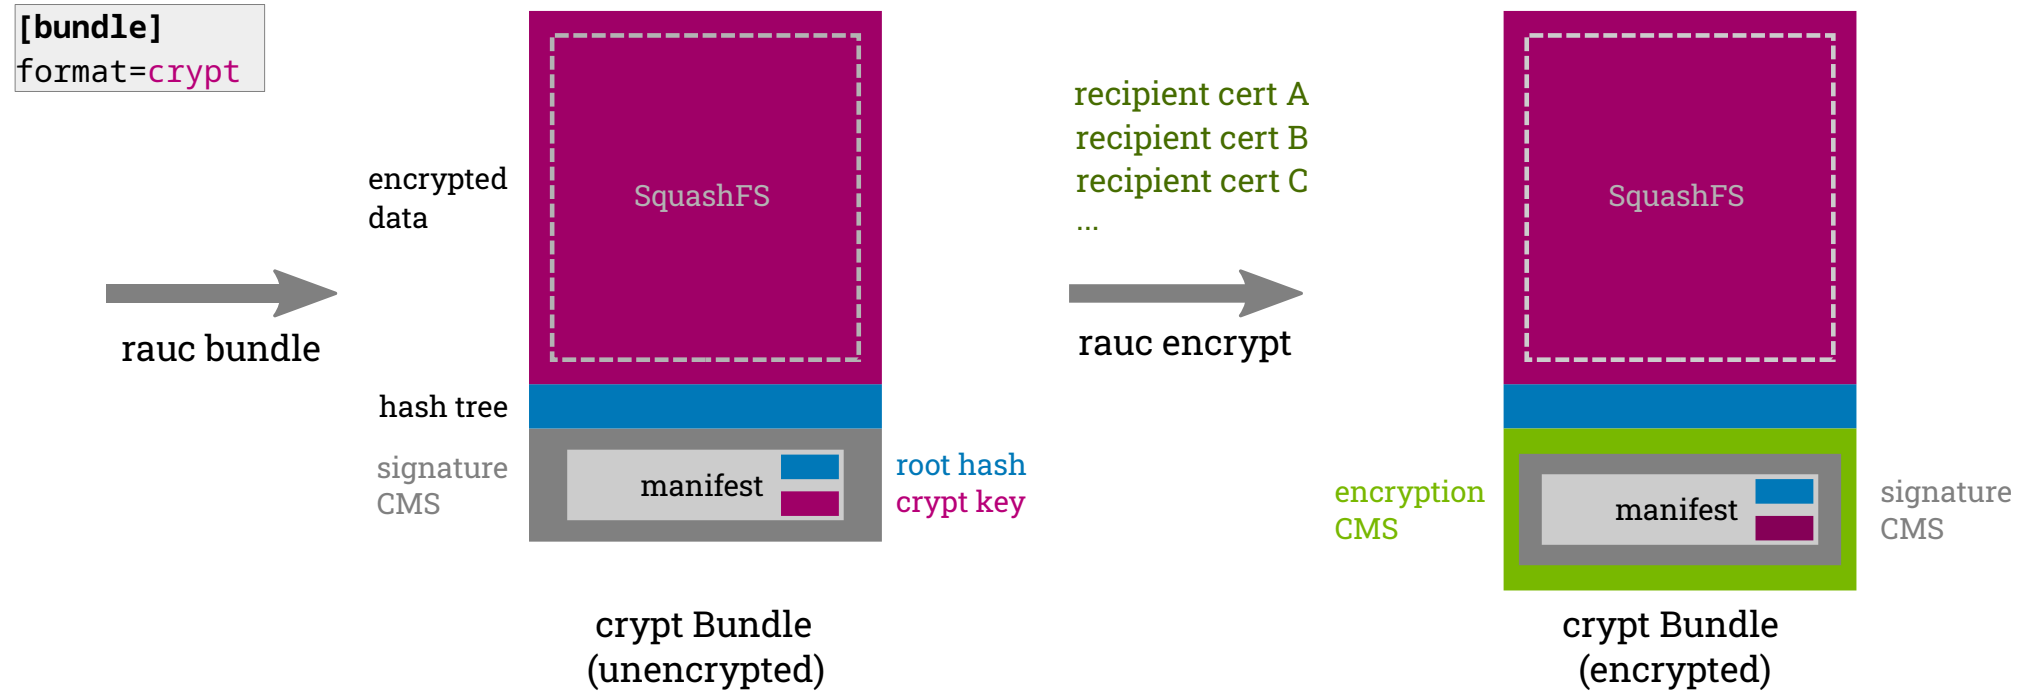 [bundle]
format=crypt
rauc bundle
encrypted
data
hash tree
signature
CMS
SquashFS
manifest
root hash
crypt key
crypt Bundle
(unencrypted)
recipient cert A
recipient cert B
recipient cert C
...
rauc encrypt
SquashFS
encryption
CMS
manifest
signature
CMS
crypt Bundle
(encrypted)